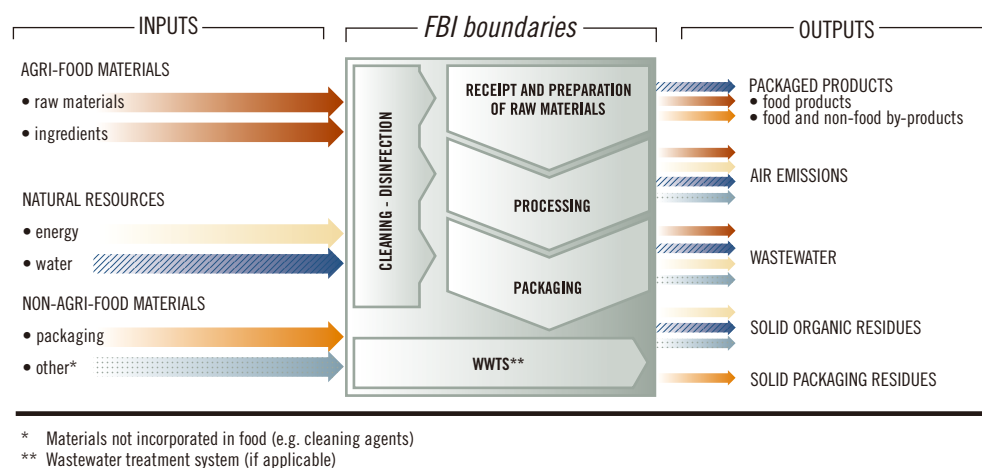 INPUTS
FBI boundaries
OUTPUTS
AGRI-FOOD MATERIALS
• raw materials
• ingredients
NATURAL RESOURCES
• energy
• water
NON-AGRI-FOOD MATERIALS
• packaging
• other*
CLEANING - DISINFECTION
RECEIPT AND PREPARATION
OF RAW MATERIALS
PROCESSING
PACKAGING
WWTS**
PACKAGED PRODUCTS
• food products
• food and non-food by-products
AIR EMISSIONS
WASTEWATER
SOLID ORGANIC RESIDUES
SOLID PACKAGING RESIDUES
* Materials not incorporated in food (e.g. cleaning agents)
** Wastewater treatment system (if applicable)